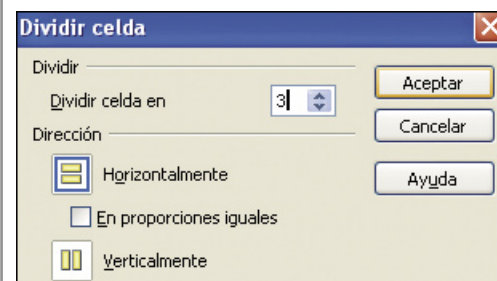 Dividir celda
Dividir
Dividir celda en
3
Aceptar
Cancelar
Dirección
Horizontalmente
Ayuda
En proporciones iguales
Verticalmente